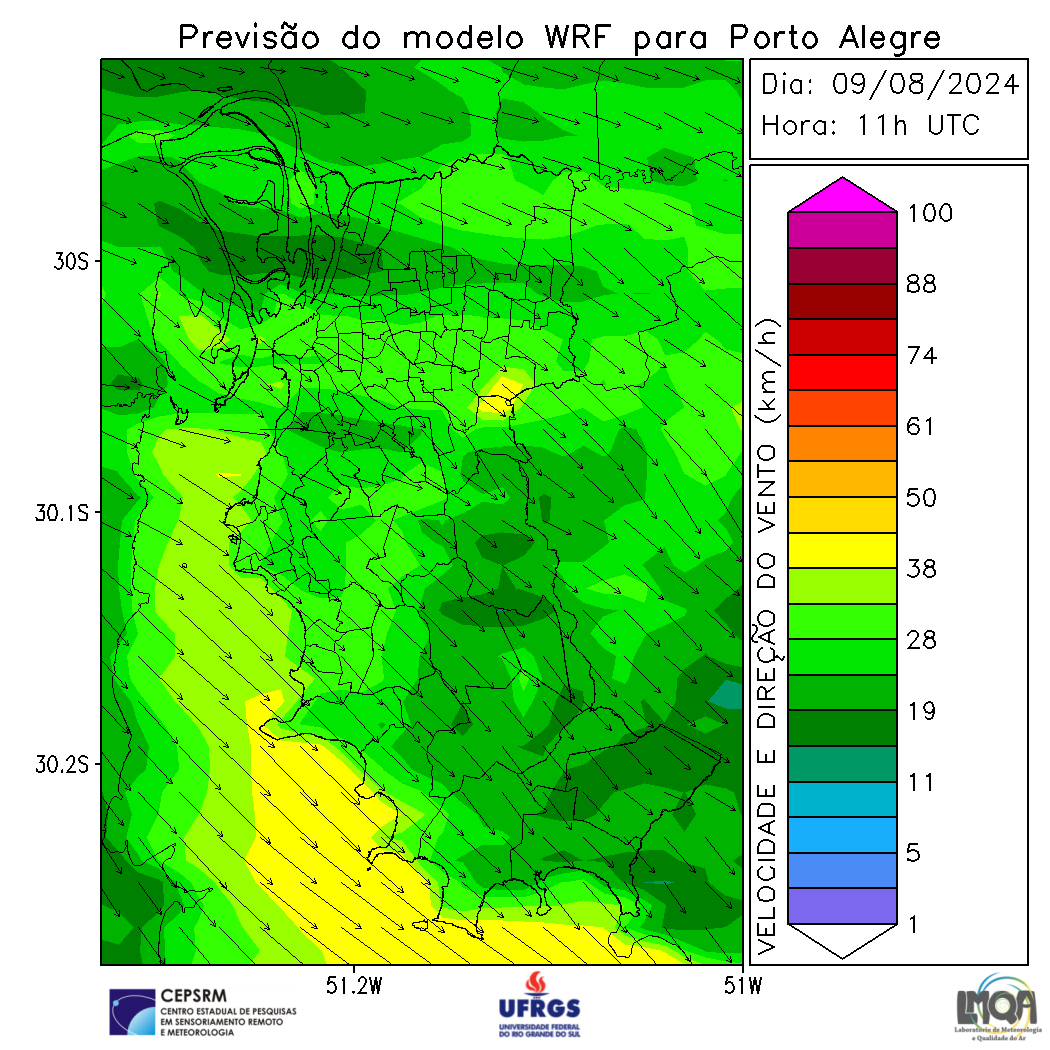 Previsão do modelo WRF para Porto Alegre
Dia: 09/08/2024
Hora: 11h UTC
30S
30.1S
30.2S
51.2W
51W
VELOCIDADE E DIREÇÃO DO VENTO (km/h)
100
88
74
61
50
38
28
19
11
5
1
CEPSRM
CENTRO ESTADUAL DE PESQUISAS
EM SENSORIAMENTO REMOTO
E METEOROLOGIA
UFRGS
UNIVERSIDADE FEDERAL
DO RIO GRANDE DO SUL
LMQA
Laboratório de Meteorologia
e Qualidade do Ar